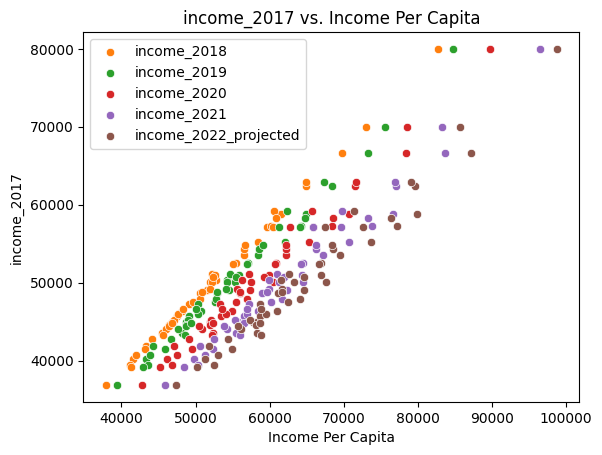 income_2017 vs. Income Per Capita
income_2018
income_2019
income_2020
income_2021
income_2022_projected
80000
70000
60000
50000
40000
income_2017
40000 50000 60000 70000 80000 90000 100000
Income Per Capita